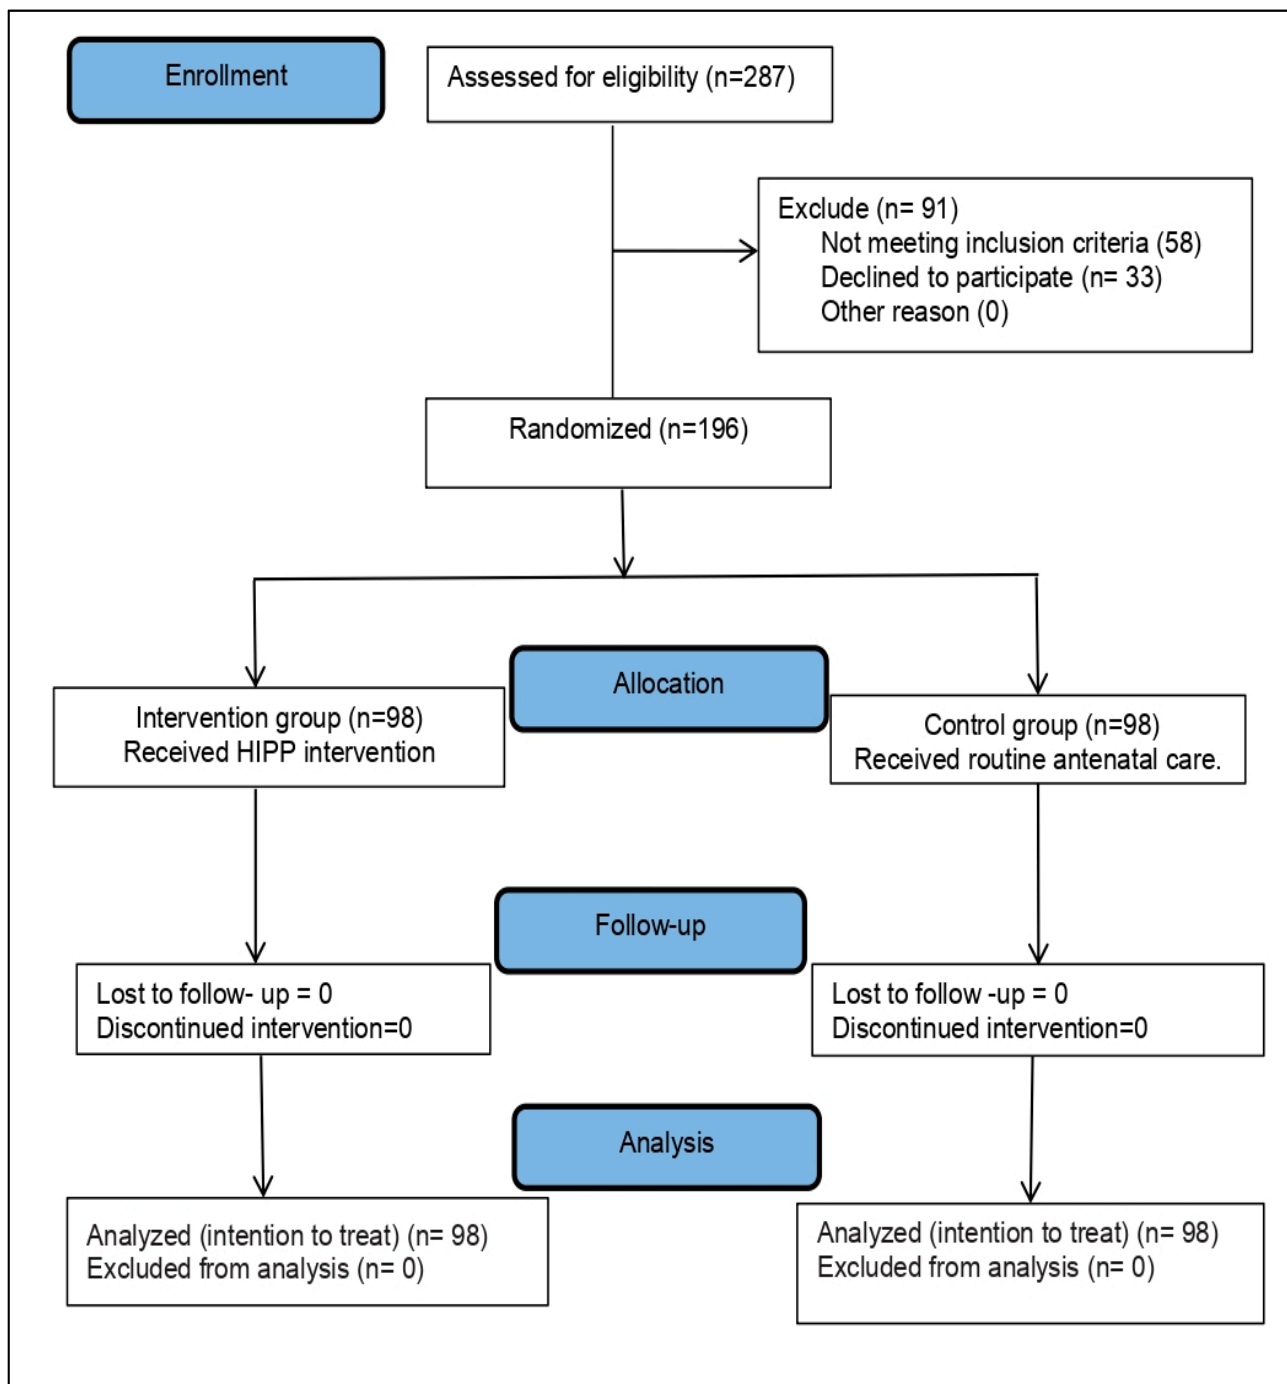 Enrollment
Assessed for eligibility (n=287)
Exclude (n= 91)
Not meeting inclusion criteria (58)
Declined to participate (n= 33)
Other reason (0)
Randomized (n=196)
Allocation
Intervention group (n=98)
Received HIPP intervention
Control group (n=98)
Received routine antenatal care.
Follow-up
Lost to follow- up = 0
Discontinued intervention=0
Lost to follow -up = 0
Discontinued intervention=0
Analysis
Analyzed (intention to treat) (n= 98)
Excluded from analysis (n= 0)
Analyzed (intention to treat) (n= 98)
Excluded from analysis (n= 0)